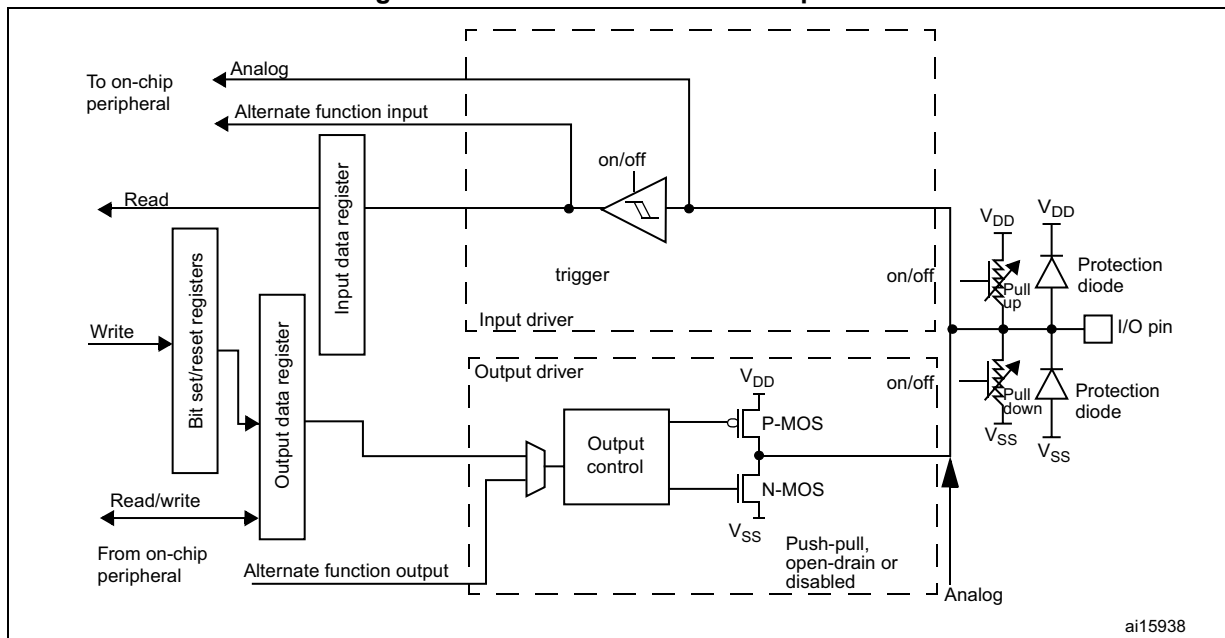 To on-chip
peripheral
Analog
Alternate function input
on/off
Read
Input data register
trigger
Input driver
on/off
VDD
VDD
Pull
up
Protection
diode
I/O pin
Write
Bit set/reset registers
Output data register
Read/write
From on-chip
peripheral
Alternate function output
Output driver
Output
control
VDD
P-MOS
N-MOS
VSS
Push-pull,
open-drain or
disabled
on/off
Pull
down
VSS
Protection
diode
VSS
Analog
ai15938